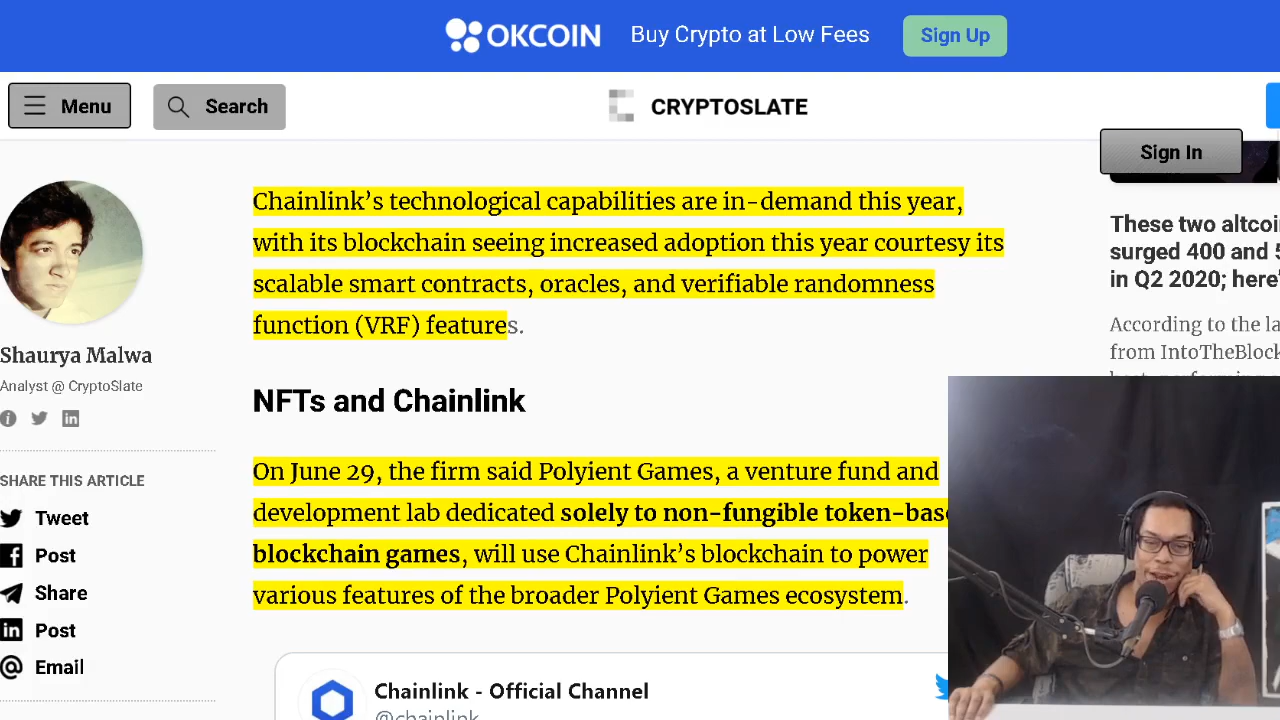 OKCOIN Buy Crypto at Low Fees Sign Up
Menu Search CRYPTOSLATE
Sign In
Shaurya Malwa
Analyst @ CryptoSlate
SHARE THIS ARTICLE
Tweet
Post
Share
Post
Email
Chainlink’s technological capabilities are in-demand this year,
with its blockchain seeing increased adoption this year courtesy its
scalable smart contracts, oracles, and verifiable randomness
function (VRF) features.
NFTs and Chainlink
On June 29, the firm said Polyient Games, a venture fund and
development lab dedicated solely to non-fungible token-bas
blockchain games, will use Chainlink’s blockchain to power
various features of the broader Polyient Games ecosystem.
Chainlink - Official Channel
@chainlink
These two altcoi
surged 400 and 5
in Q2 2020; here'
According to the la
from IntoTheBlock